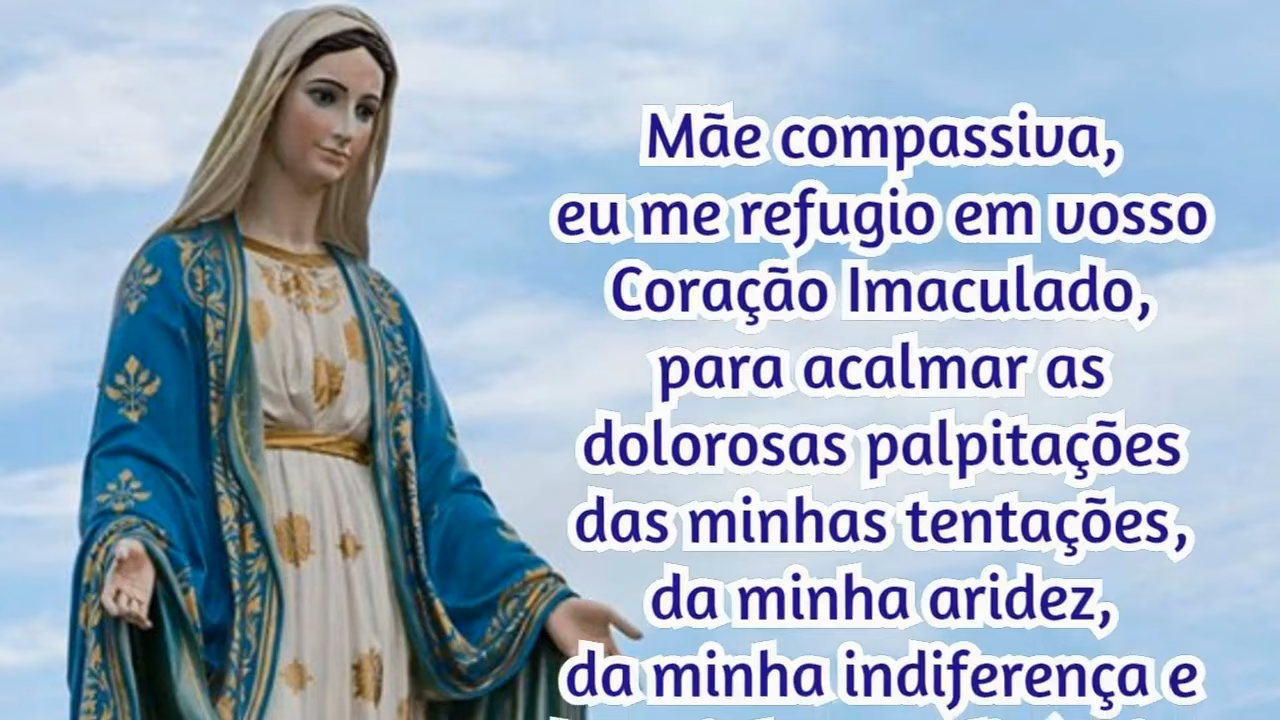 Mãe compassiva,
eu me refugio em vosso
Coração Imaculado,
para acalmar as
dolorosas palpitações
das minhas tentações,
da minha aridez,
da minha indiferença e